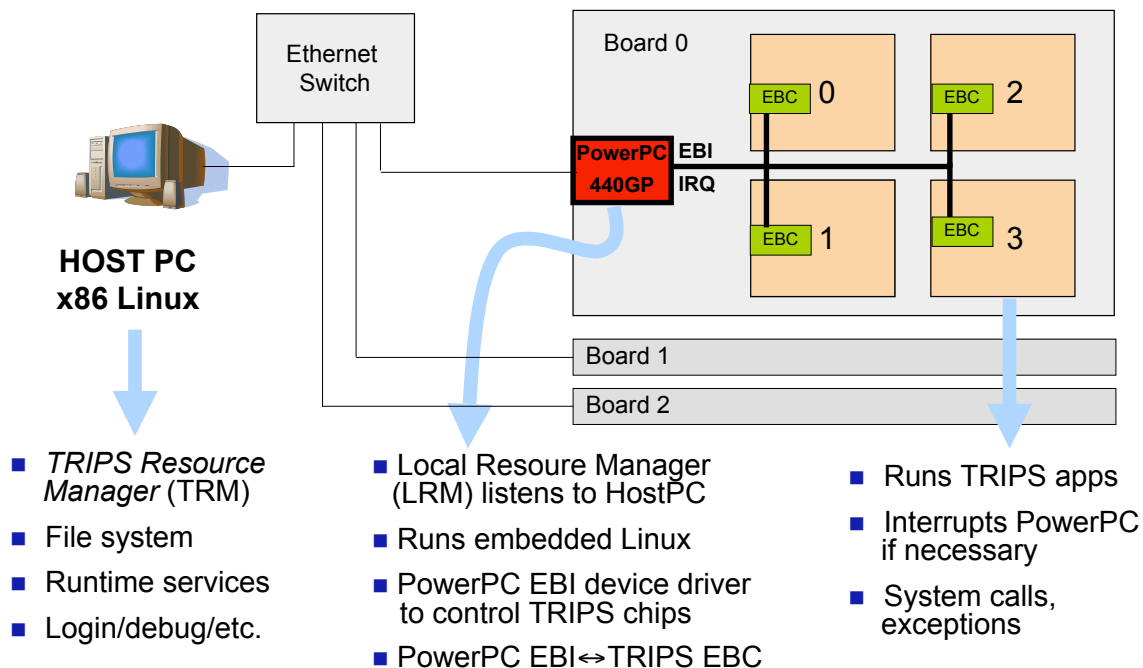 Ethernet
Switch
Board 0
EBC
0
EBC
2
PowerPC
440GP
EBI
IRQ
EBC
1
EBC
3
HOST PC
x86 Linux
Board 1
Board 2
■ TRIPS Resource
Manager (TRM)
■ File system
■ Runtime services
■ Login/debug/etc.
■ Local Resoure Manager
(LRM) listens to HostPC
■ Runs embedded Linux
■ PowerPC EBI device driver
to control TRIPS chips
■ PowerPC EBI⇔TRIPS EBC
■ Runs TRIPS apps
■ Interrupts PowerPC
if necessary
■ System calls,
exceptions